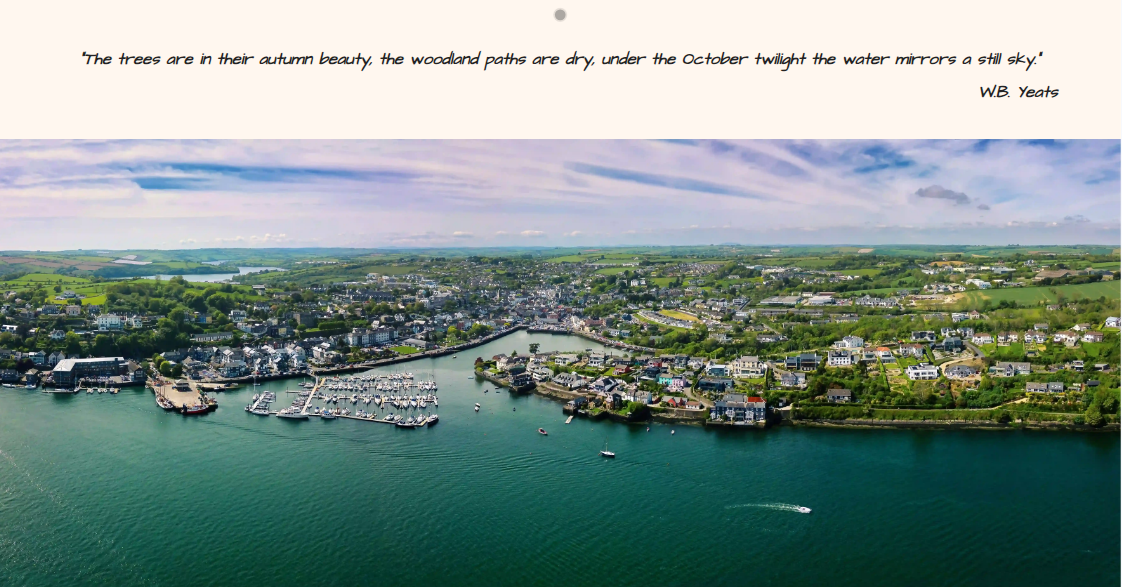 "The trees are in their autumn beauty, the woodland paths are dry, under the October twilight the water mirrors a still sky."
W.B. Yeats